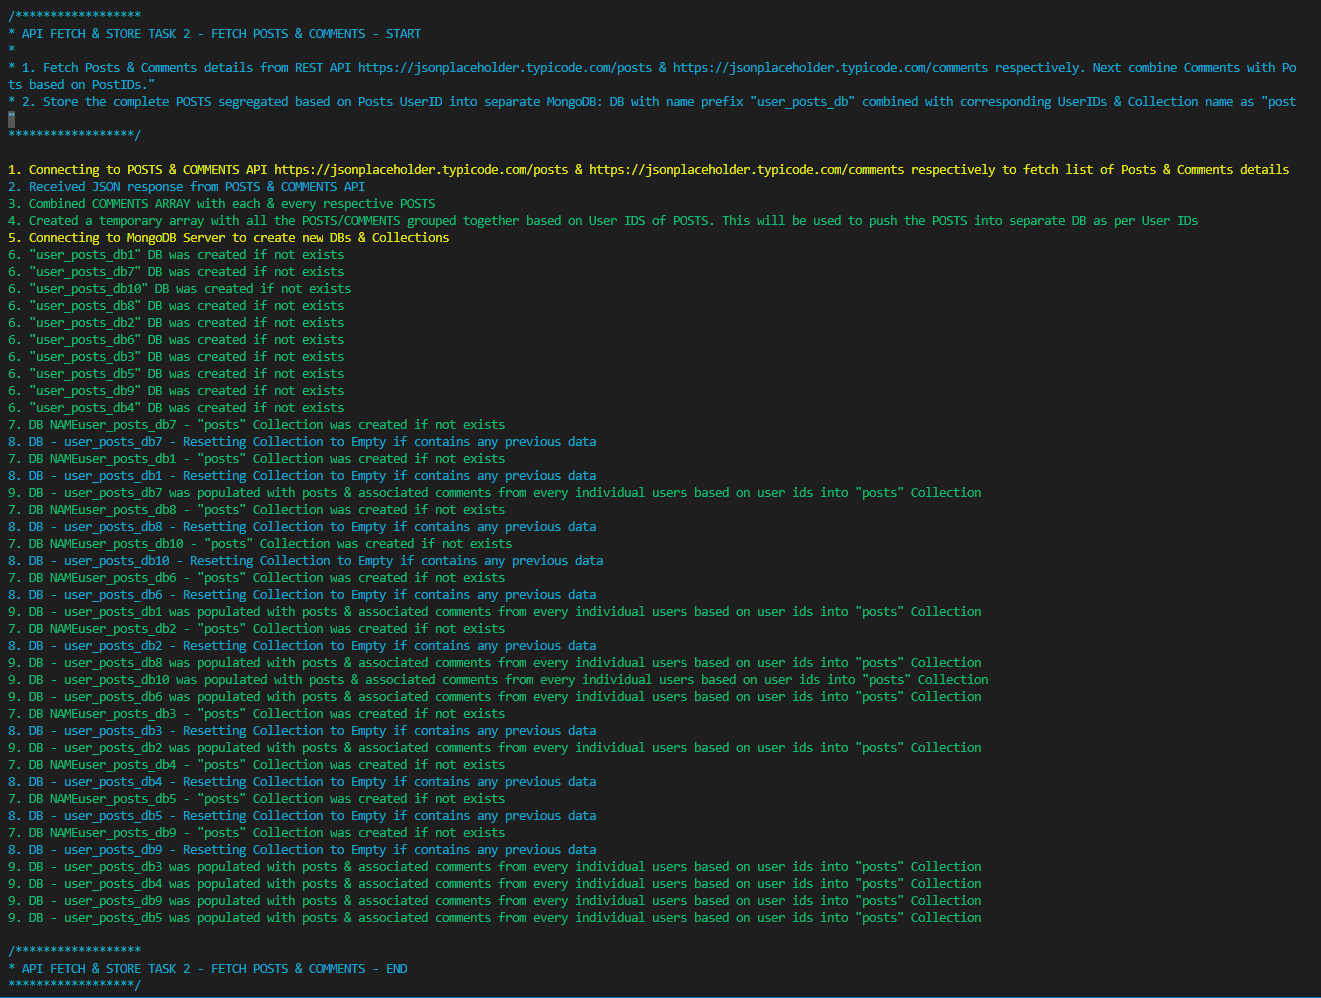 /******************
* API FETCH & STORE TASK 2 - FETCH POSTS & COMMENTS - START
*
* 1. Fetch Posts & Comments details from REST API https://jsonplaceholder.typicode.com/posts & https://jsonplaceholder.typicode.com/comments respectively. Next combine Comments with Po
ts based on PostIDs."
* 2. Store the complete POSTS segregated based on Posts UserID into separate MongoDB: DB with name prefix "user_posts_db" combined with corresponding UserIDs & Collection name as "post
"
******************/

1. Connecting to POSTS & COMMENTS API https://jsonplaceholder.typicode.com/posts & https://jsonplaceholder.typicode.com/comments respectively to fetch list of Posts & Comments details
2. Received JSON response from POSTS & COMMENTS API
3. Combined COMMENTS ARRAY with each & every respective POSTS
4. Created a temporary array with all the POSTS/COMMENTS grouped together based on User IDS of POSTS. This will be used to push the POSTS into separate DB as per User IDs
5. Connecting to MongoDB Server to create new DBs & Collections
6. "user_posts_db1" DB was created if not exists
6. "user_posts_db7" DB was created if not exists
6. "user_posts_db10" DB was created if not exists
6. "user_posts_db8" DB was created if not exists
6. "user_posts_db2" DB was created if not exists
6. "user_posts_db6" DB was created if not exists
6. "user_posts_db3" DB was created if not exists
6. "user_posts_db5" DB was created if not exists
6. "user_posts_db9" DB was created if not exists
6. "user_posts_db4" DB was created if not exists
7. DB NAMEuser_posts_db7 - "posts" Collection was created if not exists
8. DB - user_posts_db7 - Resetting Collection to Empty if contains any previous data
7. DB NAMEuser_posts_db1 - "posts" Collection was created if not exists
8. DB - user_posts_db1 - Resetting Collection to Empty if contains any previous data
9. DB - user_posts_db7 was populated with posts & associated comments from every individual users based on user ids into "posts" Collection
7. DB NAMEuser_posts_db8 - "posts" Collection was created if not exists
8. DB - user_posts_db8 - Resetting Collection to Empty if contains any previous data
7. DB NAMEuser_posts_db10 - "posts" Collection was created if not exists
8. DB - user_posts_db10 - Resetting Collection to Empty if contains any previous data
7. DB NAMEuser_posts_db6 - "posts" Collection was created if not exists
8. DB - user_posts_db6 - Resetting Collection to Empty if contains any previous data
9. DB - user_posts_db1 was populated with posts & associated comments from every individual users based on user ids into "posts" Collection
7. DB NAMEuser_posts_db2 - "posts" Collection was created if not exists
8. DB - user_posts_db2 - Resetting Collection to Empty if contains any previous data
9. DB - user_posts_db8 was populated with posts & associated comments from every individual users based on user ids into "posts" Collection
9. DB - user_posts_db10 was populated with posts & associated comments from every individual users based on user ids into "posts" Collection
9. DB - user_posts_db6 was populated with posts & associated comments from every individual users based on user ids into "posts" Collection
7. DB NAMEuser_posts_db3 - "posts" Collection was created if not exists
8. DB - user_posts_db3 - Resetting Collection to Empty if contains any previous data
9. DB - user_posts_db2 was populated with posts & associated comments from every individual users based on user ids into "posts" Collection
7. DB NAMEuser_posts_db4 - "posts" Collection was created if not exists
8. DB - user_posts_db4 - Resetting Collection to Empty if contains any previous data
7. DB NAMEuser_posts_db5 - "posts" Collection was created if not exists
8. DB - user_posts_db5 - Resetting Collection to Empty if contains any previous data
7. DB NAMEuser_posts_db9 - "posts" Collection was created if not exists
8. DB - user_posts_db9 - Resetting Collection to Empty if contains any previous data
9. DB - user_posts_db3 was populated with posts & associated comments from every individual users based on user ids into "posts" Collection
9. DB - user_posts_db4 was populated with posts & associated comments from every individual users based on user ids into "posts" Collection
9. DB - user_posts_db9 was populated with posts & associated comments from every individual users based on user ids into "posts" Collection
9. DB - user_posts_db5 was populated with posts & associated comments from every individual users based on user ids into "posts" Collection

/******************
* API FETCH & STORE TASK 2 - FETCH POSTS & COMMENTS - END
******************/